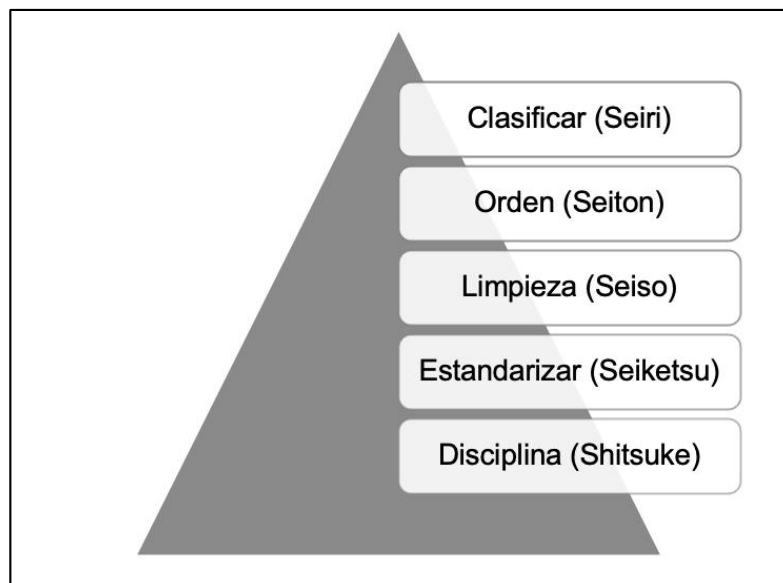 Clasificar (Seiri)
Orden (Seiton)
Limpieza (Seiso)
Estandarizar (Seiketsu)
Disciplina (Shitsuke)